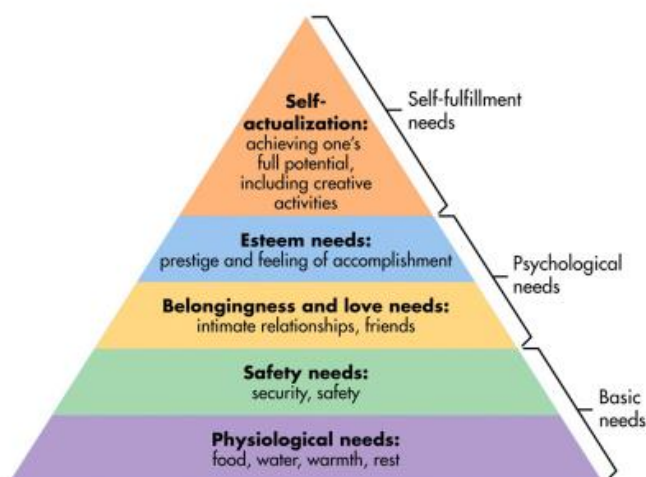 Self-
actualization:
achieving one's
full potential,
including creative
activities
Self-fulfillment
needs
Esteem needs:
prestige and feeling of accomplishment
Belongingness and love needs:
intimate relationships, friends
Psychological
needs
Safety needs:
security, safety
Physiological needs:
food, water, warmth, rest
Basic
needs